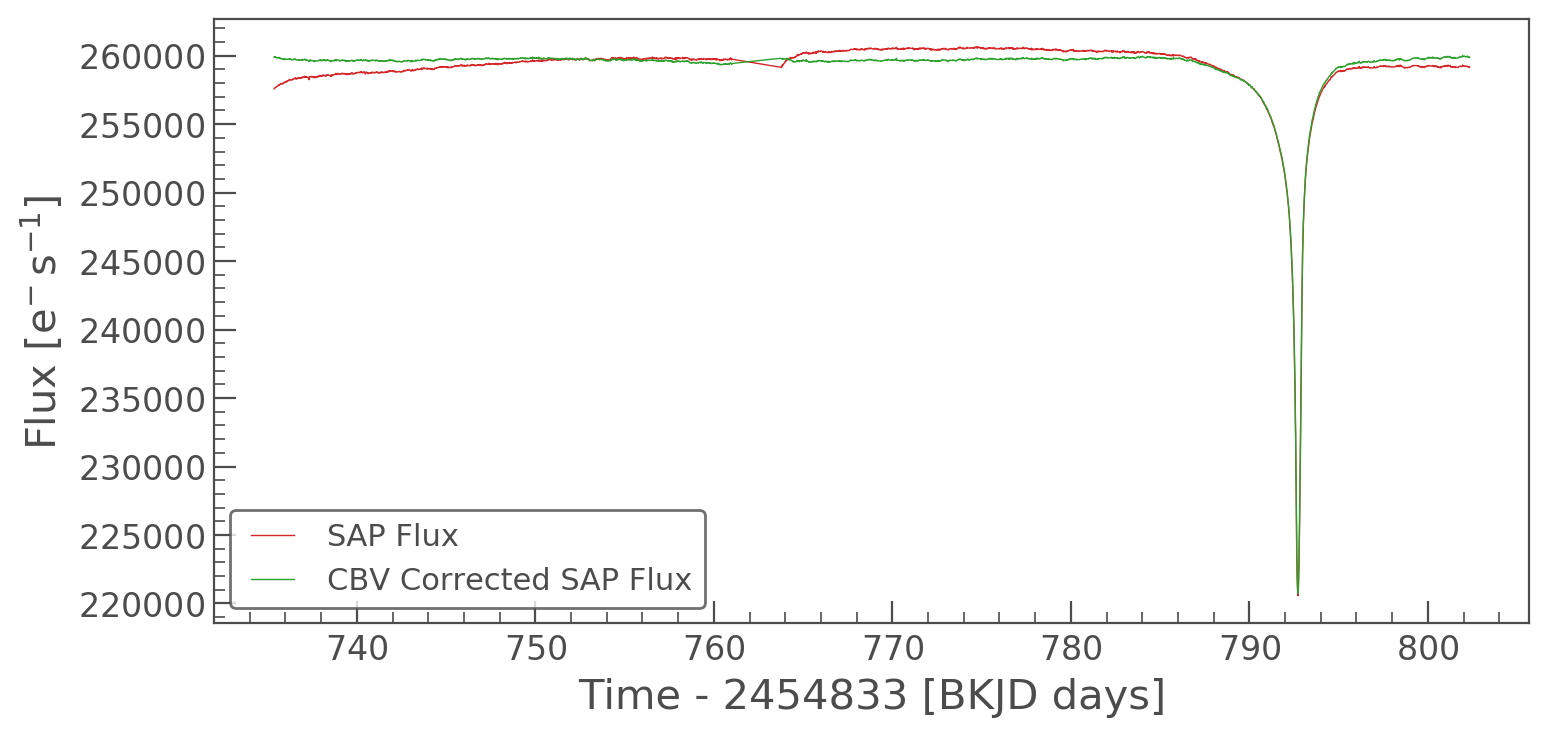 260000
255000
250000
245000
240000
235000
230000
225000
220000
Flux [e⁻ s⁻¹]
SAP Flux
CBV Corrected SAP Flux
740 750 760 770 780 790 800
Time - 2454833 [BKJD days]